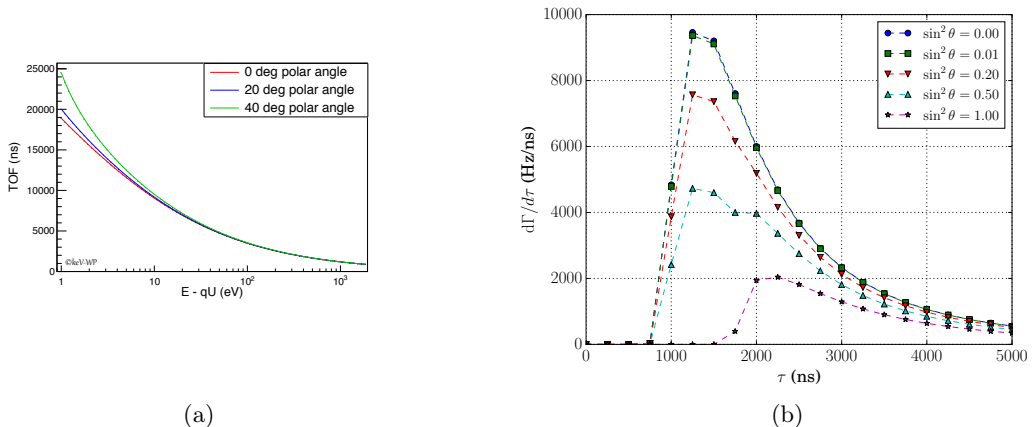 TOF (ns)
25000
20000
15000
10000
5000
0
0 deg polar angle
20 deg polar angle
40 deg polar angle
©keV-WP
1
10
10²
10³
E - qU (eV)
(a)
dΓ/dτ (Hz/ns)
10000
8000
6000
4000
2000
0
sin² θ = 0.00
sin² θ = 0.01
sin² θ = 0.20
sin² θ = 0.50
sin² θ = 1.00
0
1000
2000
3000
4000
5000
τ (ns)
(b)